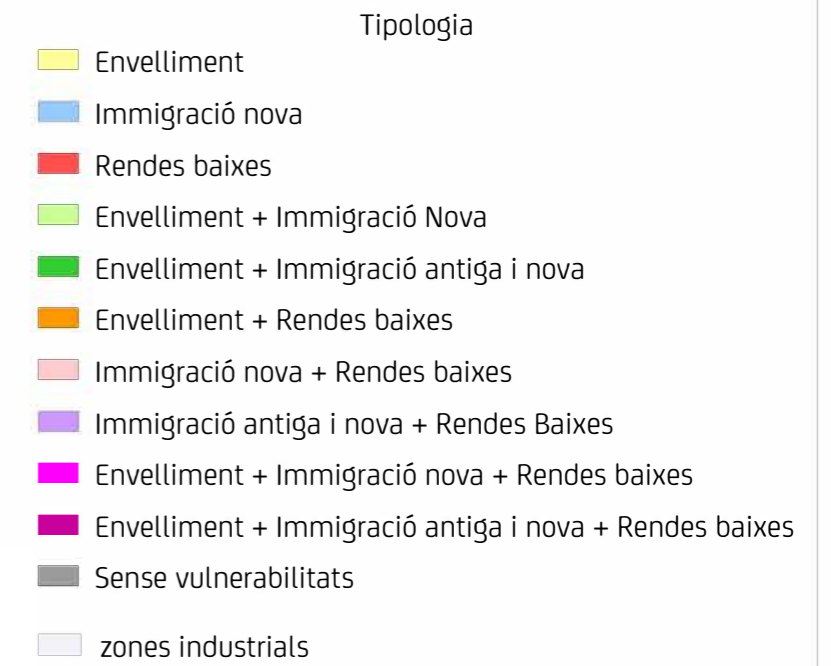 Tipologia
Envelliment
Immigració nova
Rendes baixes
Envelliment + Immigració Nova
Envelliment + Immigració antiga i nova
Envelliment + Rendes baixes
Immigració nova + Rendes baixes
Immigració antiga i nova + Rendes Baixes
Envelliment + Immigració nova + Rendes baixes
Envelliment + Immigració antiga i nova + Rendes baixes
Sense vulnerabilitats
zones industrials